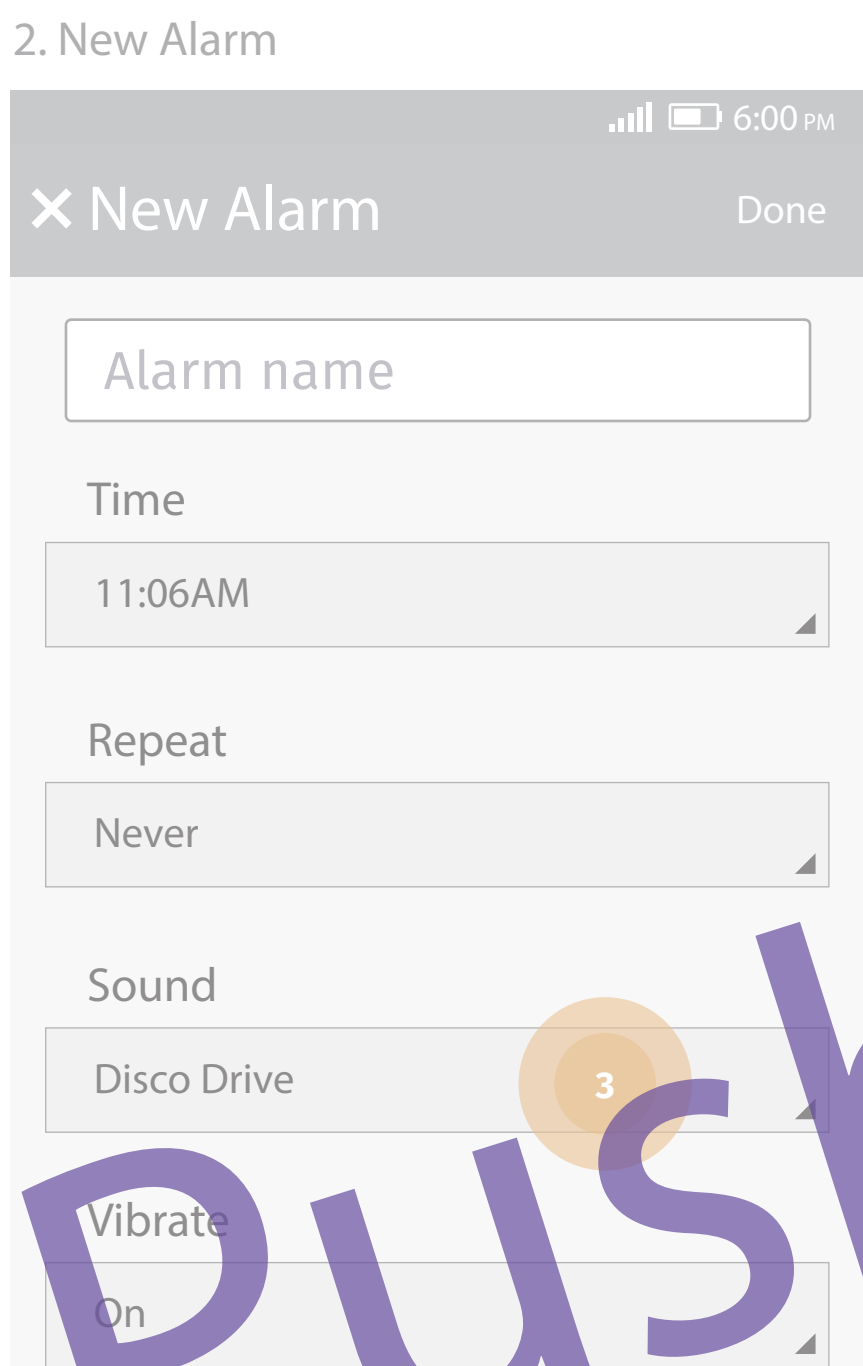 2. New Alarm
6:00 PM
× New Alarm
Done
Alarm name
Time
11:06AM
Repeat
Never
Sound
Disco Drive
3
Vibrate
On
Push